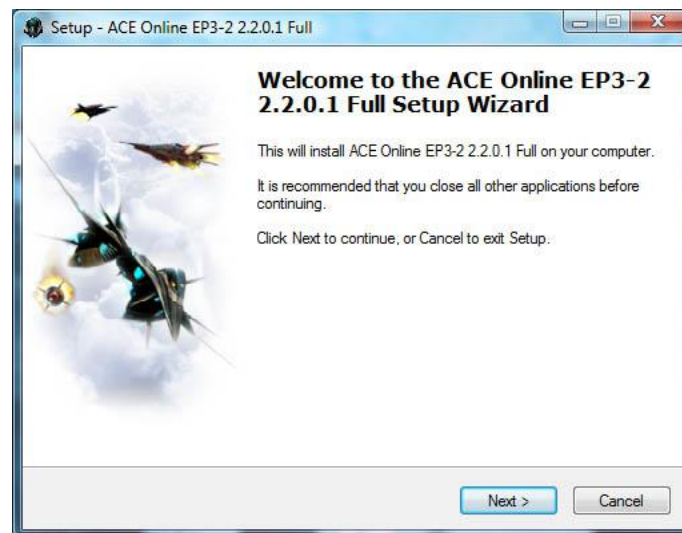 Setup - ACE Online EP3-2 2.2.0.1 Full
Welcome to the ACE Online EP3-2
2.2.0.1 Full Setup Wizard
This will install ACE Online EP3-2 2.2.0.1 Full on your computer.
It is recommended that you close all other applications before
continuing.
Click Next to continue, or Cancel to exit Setup.
Next >
Cancel